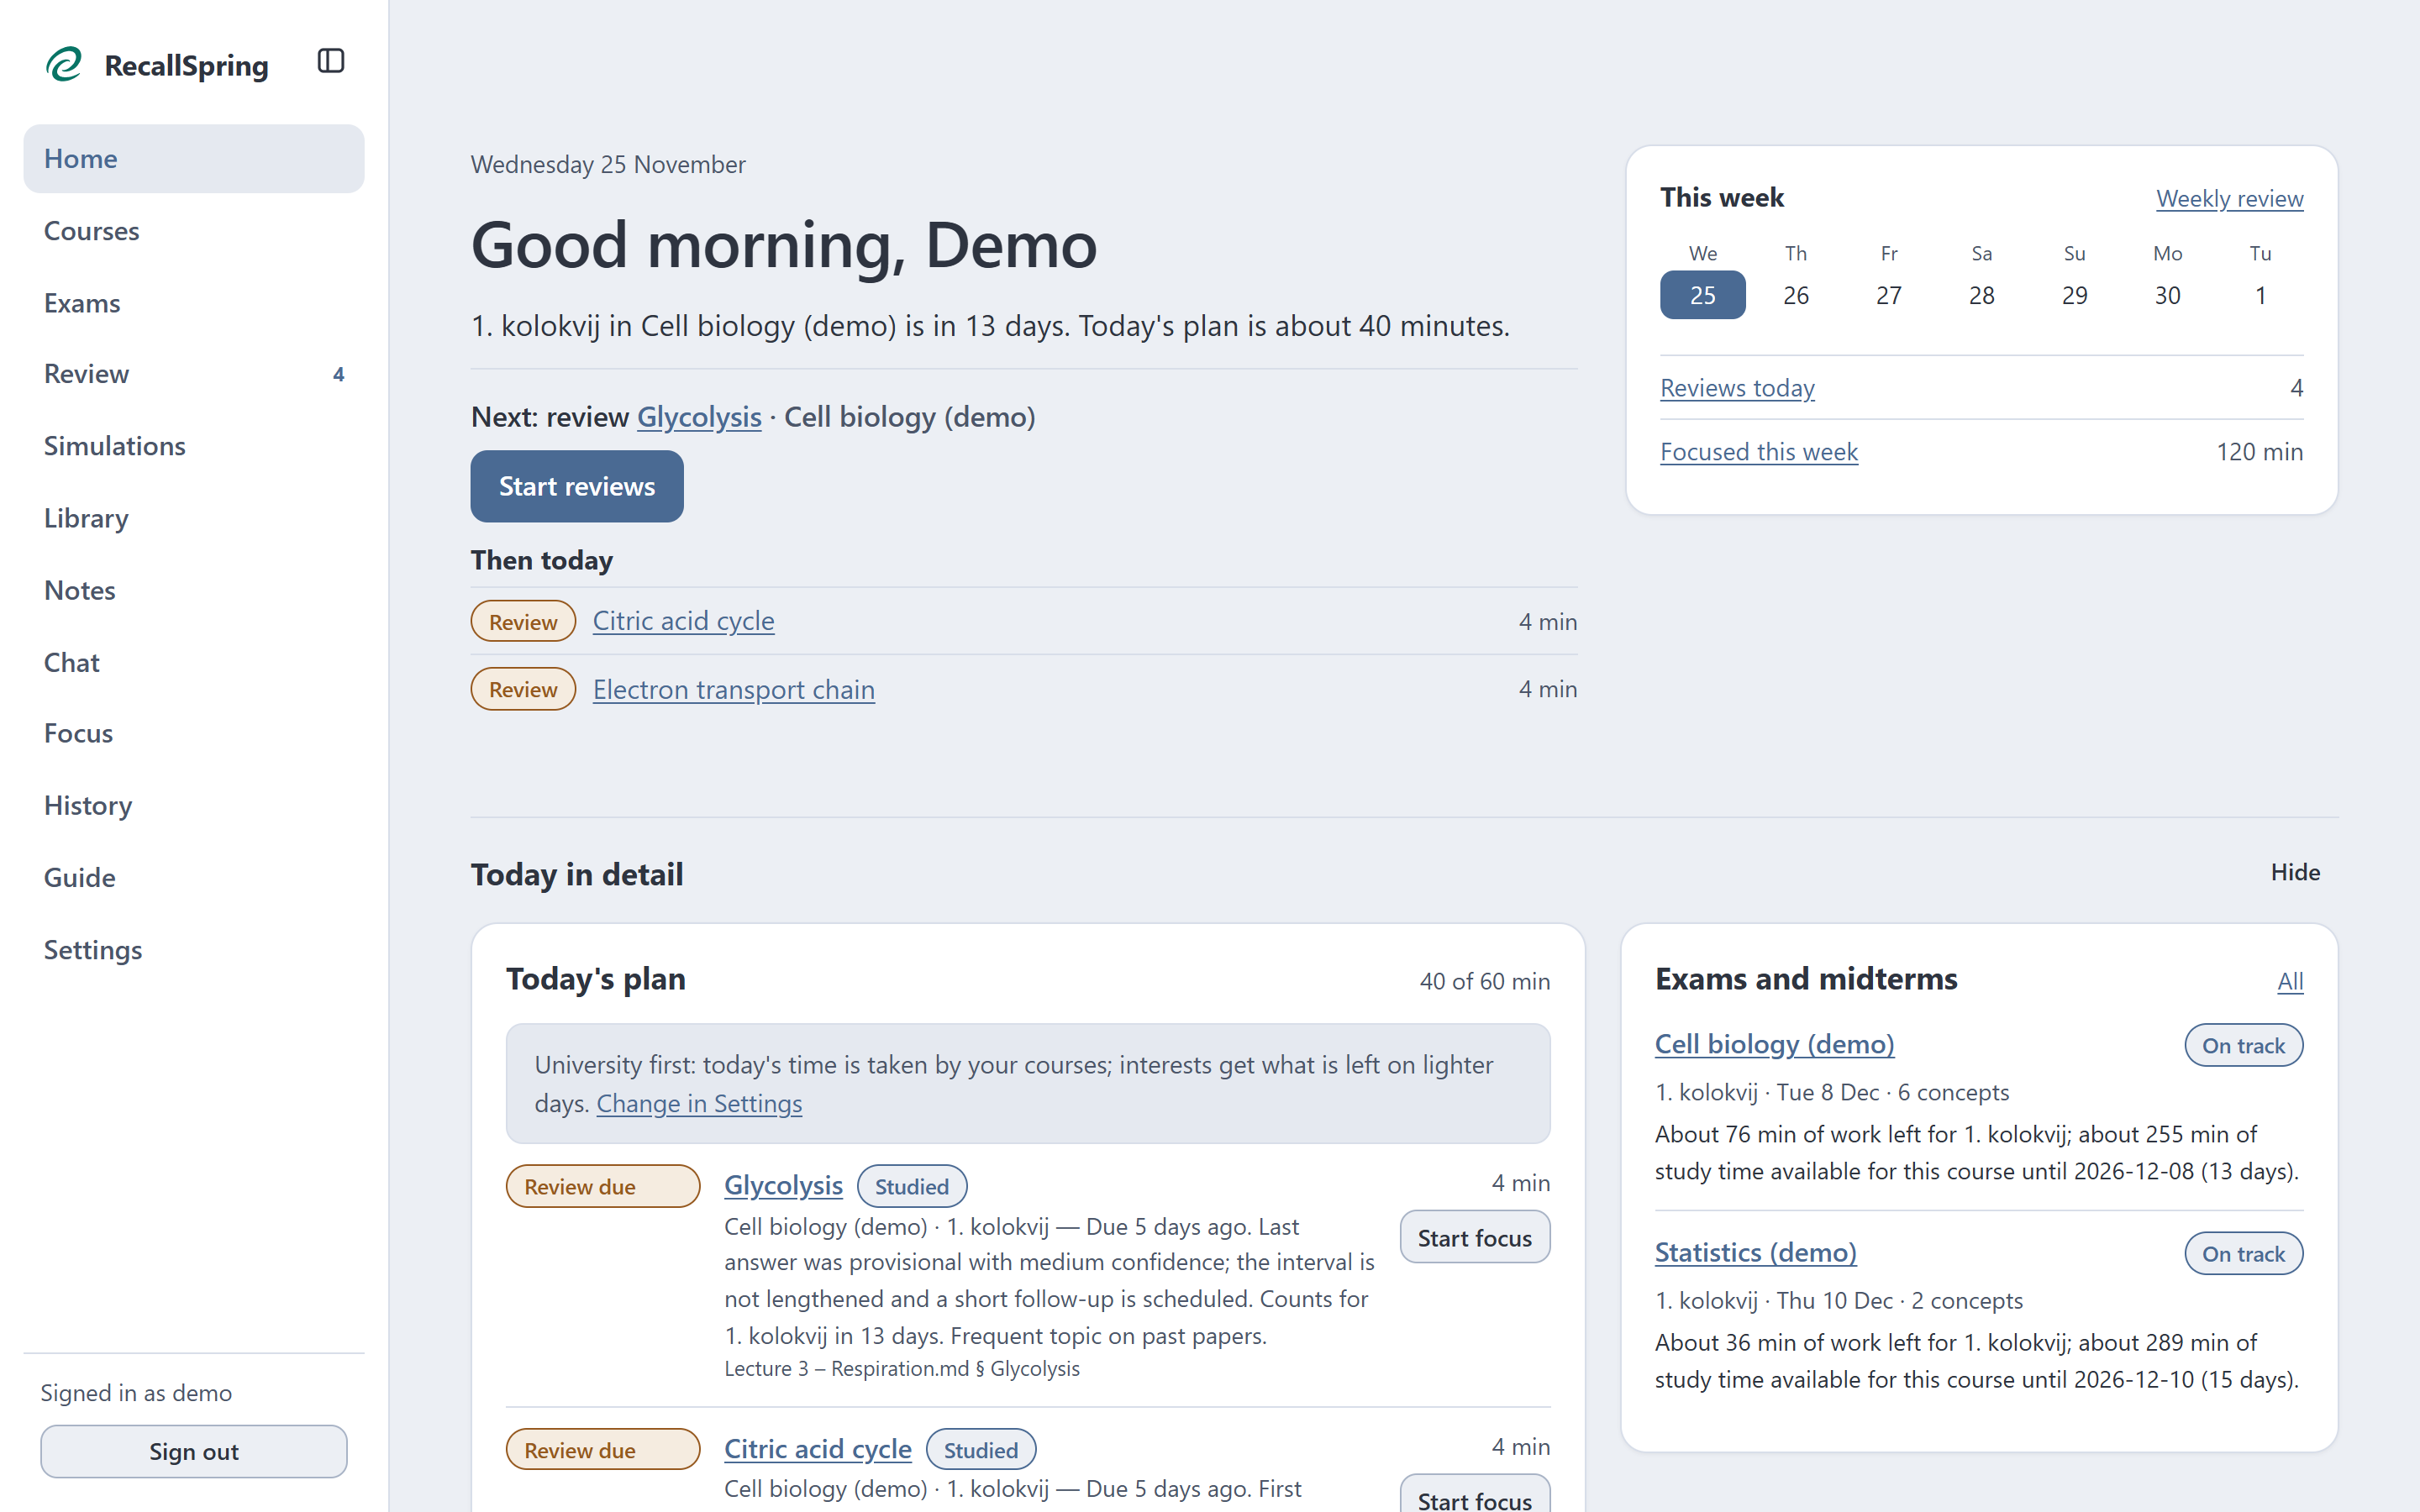 RecallSpring
Home
Courses
Exams
Review 4
Simulations
Library
Notes
Chat
Focus
History
Guide
Settings
Signed in as demo
Sign out
Wednesday 25 November
Good morning, Demo
1. kolokvij in Cell biology (demo) is in 13 days. Today's plan is about 40 minutes.
Next: review Glycolysis · Cell biology (demo)
Start reviews
Then today
Review Citric acid cycle 4 min
Review Electron transport chain 4 min
This week Weekly review
We Th Fr Sa Su Mo Tu
25 26 27 28 29 30 1
Reviews today 4
Focused this week 120 min
Today in detail Hide
Today's plan 40 of 60 min
University first: today's time is taken by your courses; interests get what is left on lighter
days. Change in Settings
Review due Glycolysis Studied 4 min
Start focus
Cell biology (demo) · 1. kolokvij — Due 5 days ago. Last
answer was provisional with medium confidence; the interval is
not lengthened and a short follow-up is scheduled. Counts for
1. kolokvij in 13 days. Frequent topic on past papers.
Lecture 3 – Respiration.md § Glycolysis
Review due Citric acid cycle Studied 4 min
Cell biology (demo) · 1. kolokvij — Due 5 days ago. First
Start focus
Exams and midterms All
Cell biology (demo) On track
1. kolokvij · Tue 8 Dec · 6 concepts
About 76 min of work left for 1. kolokvij; about 255 min of
study time available for this course until 2026-12-08 (13 days).
Statistics (demo) On track
1. kolokvij · Thu 10 Dec · 2 concepts
About 36 min of work left for 1. kolokvij; about 289 min of
study time available for this course until 2026-12-10 (15 days).